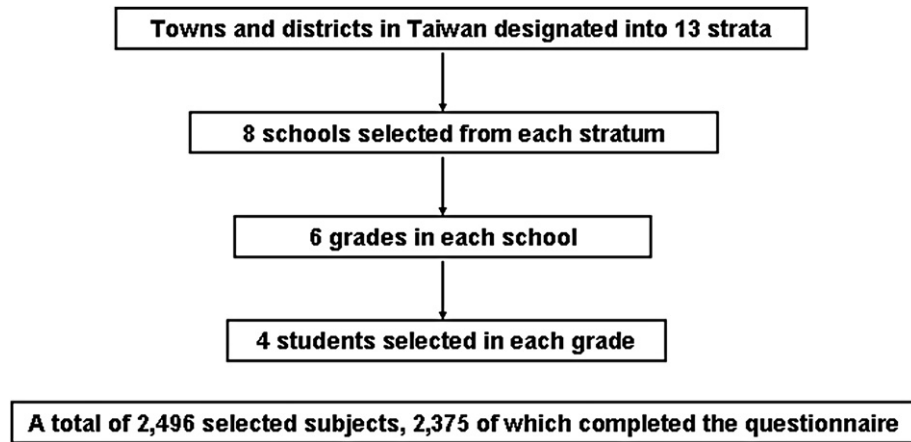 Towns and districts in Taiwan designated into 13 strata
8 schools selected from each stratum
6 grades in each school
4 students selected in each grade
A total of 2,496 selected subjects, 2,375 of which completed the questionnaire